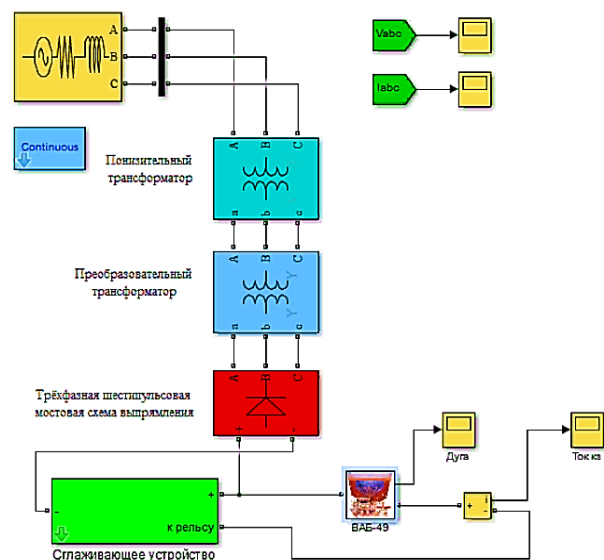 A
B
C
Vabc
Iabc
Continuous
A B C
Понизительный
трансформатор
a b c
A B C
Преобразовательный
трансформатор
Y
Y
a b c
A B C
Трёхфазная шестипульсовая
мостовая схема выпрямления
+ -
Дуга
Ток кз
+
-
к рельсу
ВАБ-49
+ i
-
Сглаживающее устройство